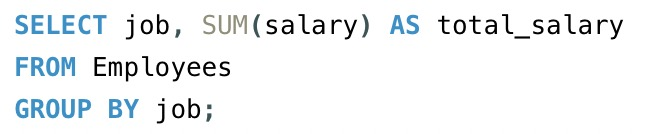 SELECT job, SUM(salary) AS total_salary
FROM Employees
GROUP BY job;